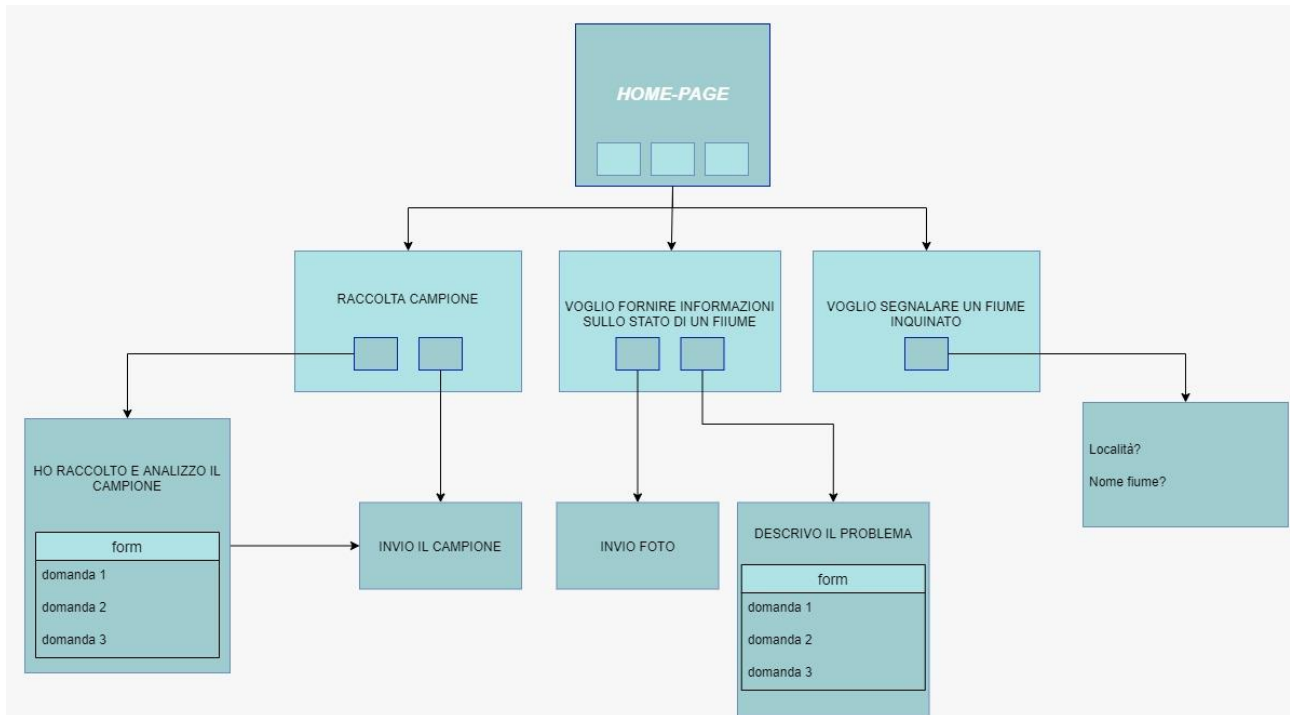 HOME-PAGE
RACCOLTA CAMPIONE
VOGLIO FORNIRE INFORMAZIONI
SULLO STATO DI UN FIIUME
VOGLIO SEGNALARE UN FIUME
INQUINATO
HO RACCOLTO E ANALIZZO IL
CAMPIONE
form
domanda 1
domanda 2
domanda 3
INVIO IL CAMPIONE
INVIO FOTO
DESCRIVO IL PROBLEMA
form
domanda 1
domanda 2
domanda 3
Località?
Nome fiume?